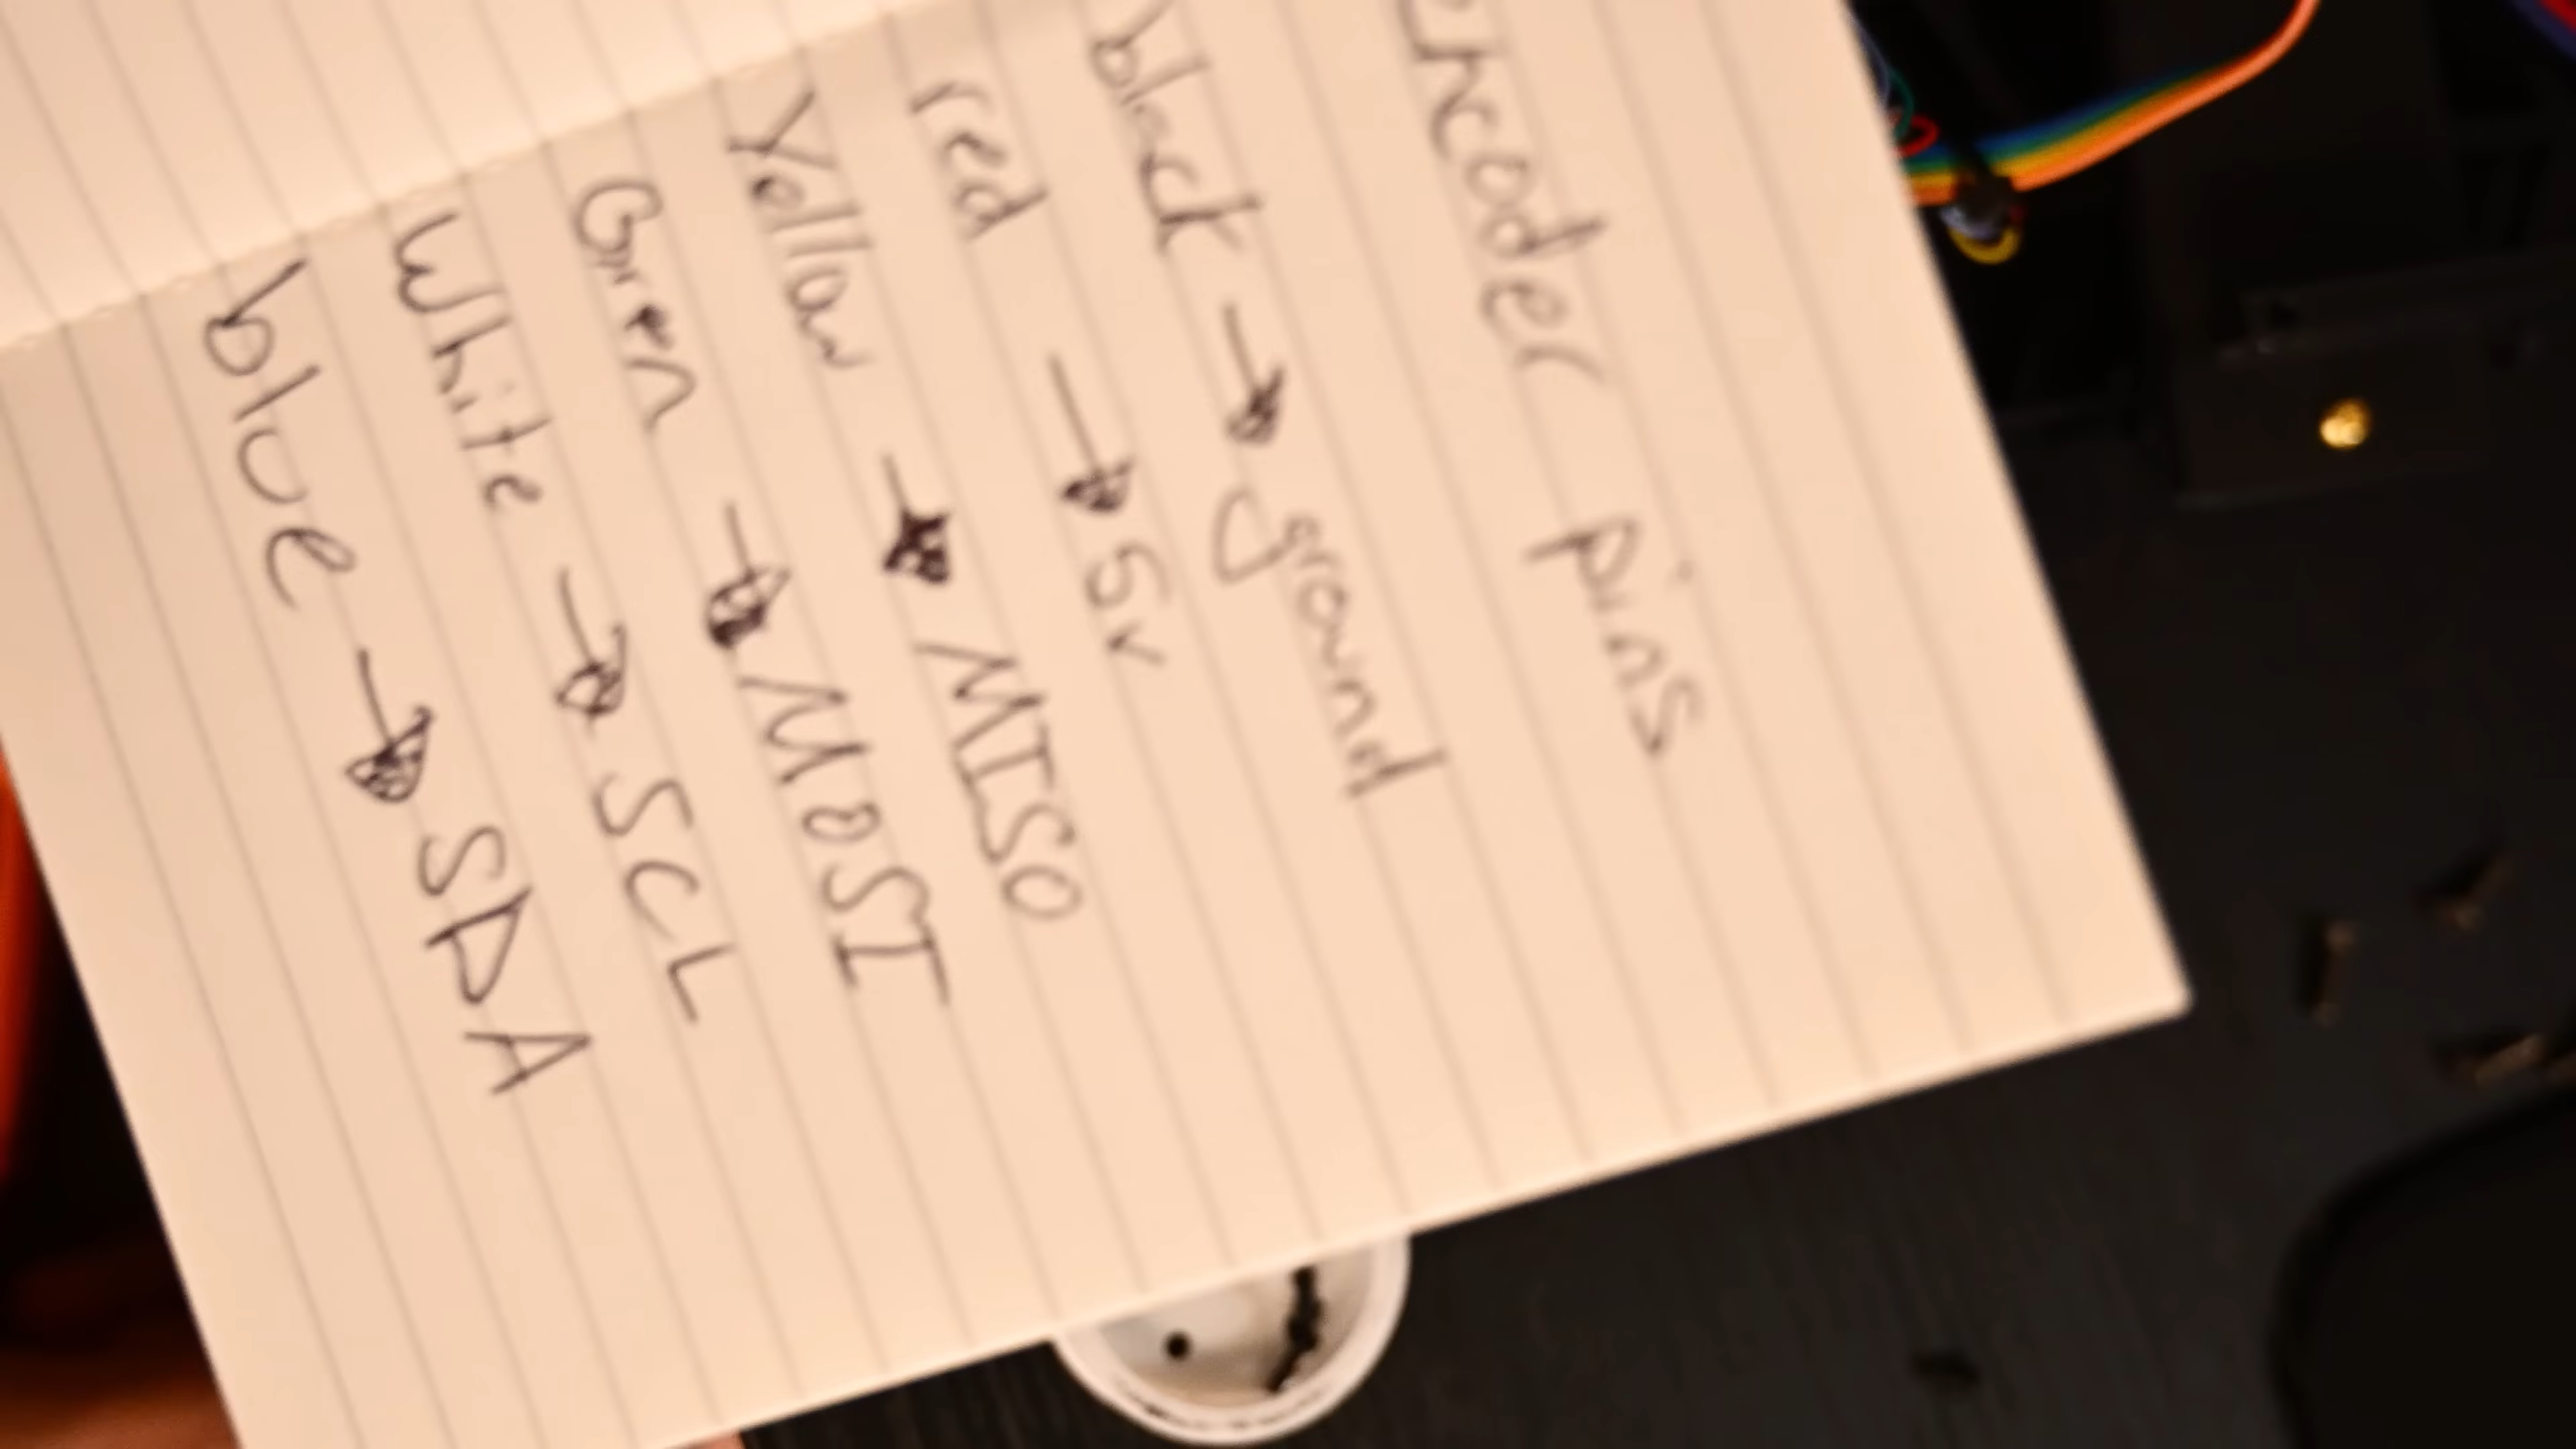 encoder pins
black → ground
red → 5v
Yellow → MISO
Green → MOSI
White → SCL
blue → SDA